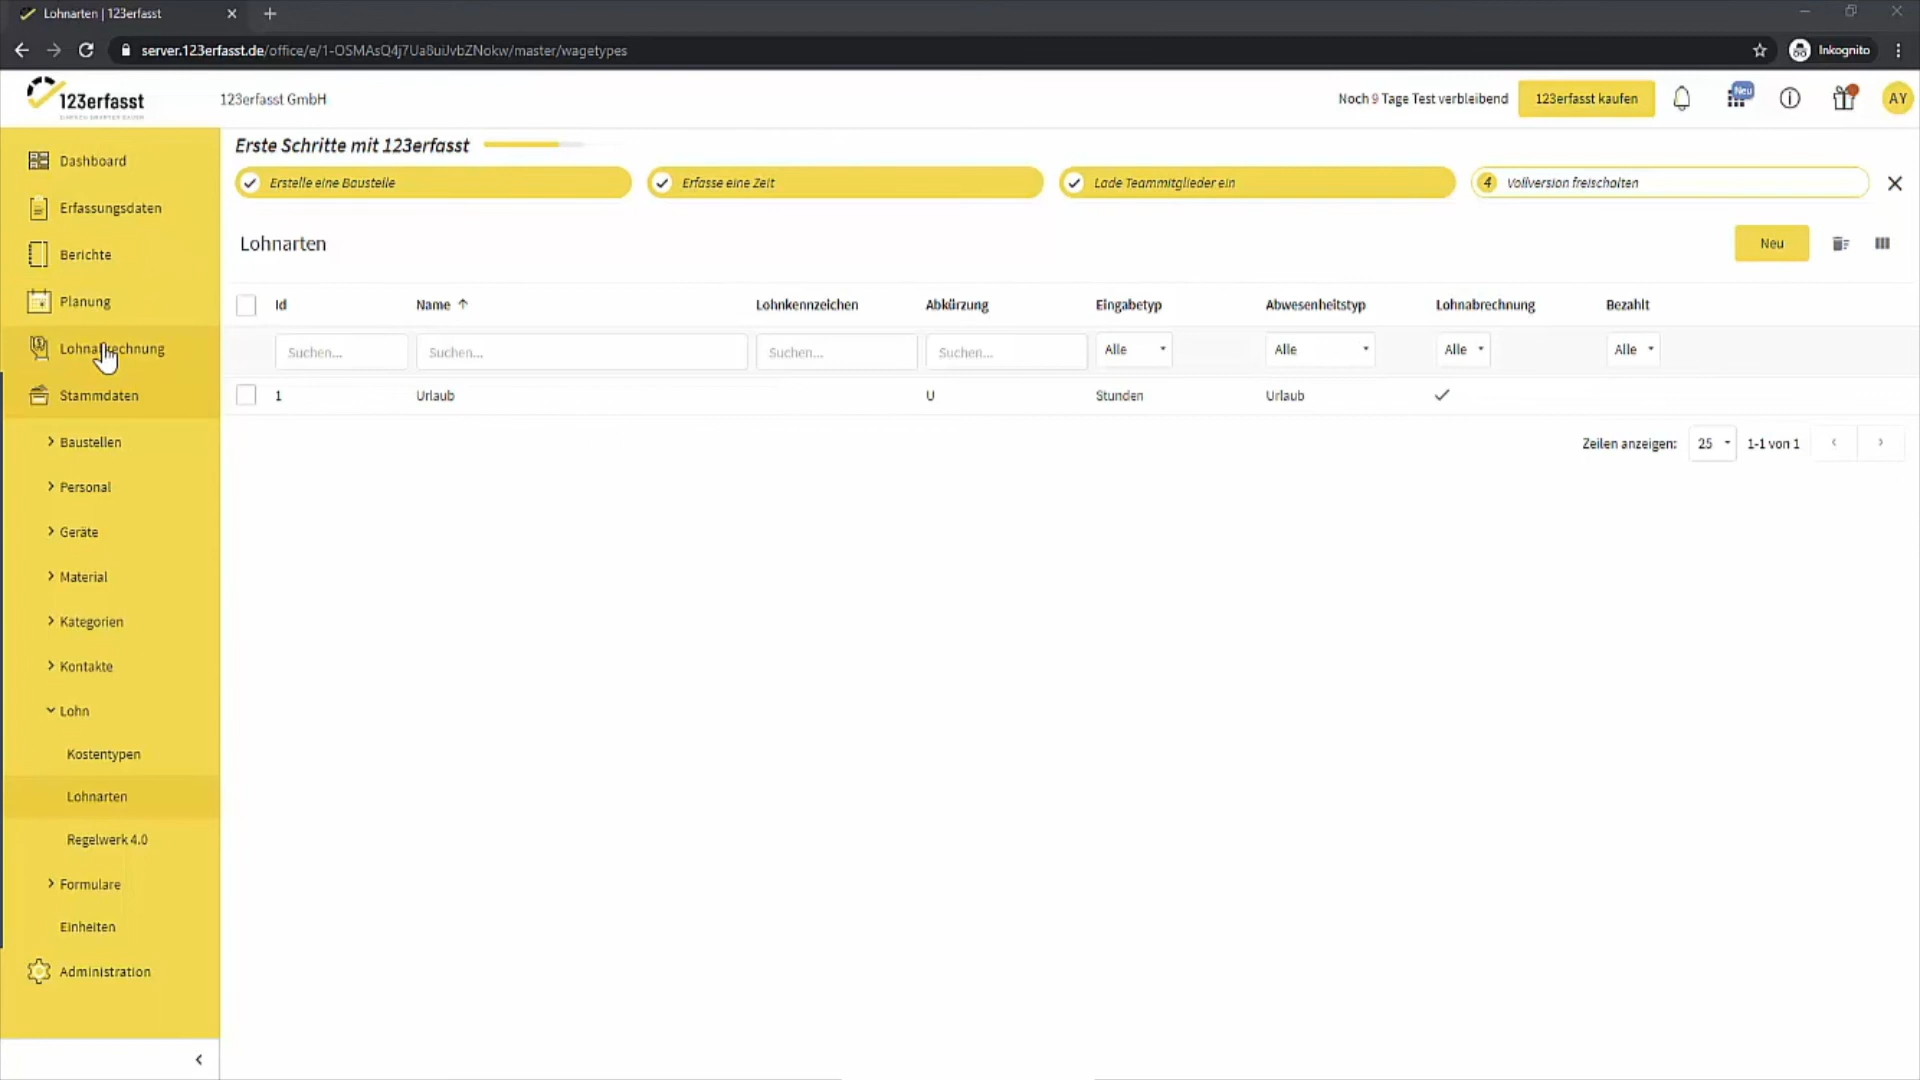 Lohnarten | 123erfasst
server.123erfasst.de/office/e/1-OSMAsQ4j7Ua8uiJvbZNokw/master/wagetypes
Inkognito
123erfasst
EINFACH SMARTER BAUEN
123erfasst GmbH
Noch 9 Tage Test verbleibend
123erfasst kaufen
Neu
AY
Dashboard
Erfassungsdaten
Berichte
Planung
Lohnabrechnung
Stammdaten
Baustellen
Personal
Geräte
Material
Kategorien
Kontakte
Lohn
Kostentypen
Lohnarten
Regelwerk 4.0
Formulare
Einheiten
Administration
Erste Schritte mit 123erfasst
Erstelle eine Baustelle
Erfasse eine Zeit
Lade Teammitglieder ein
4 Vollversion freischalten
Lohnarten
Neu
Id Name Lohnkennzeichen Abkürzung Eingabetyp Abwesenheitstyp Lohnabrechnung Bezahlt
Suchen... Suchen... Suchen... Suchen... Alle Alle Alle Alle
1 Urlaub U Stunden Urlaub
Zeilen anzeigen: 25 1-1 von 1